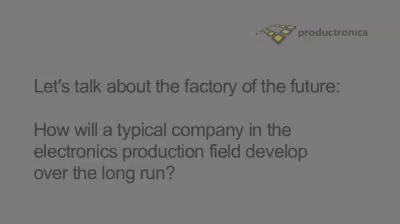 productronica
Let's talk about the factory of the future:
How will a typical company in the
electronics production field develop
over the long run?